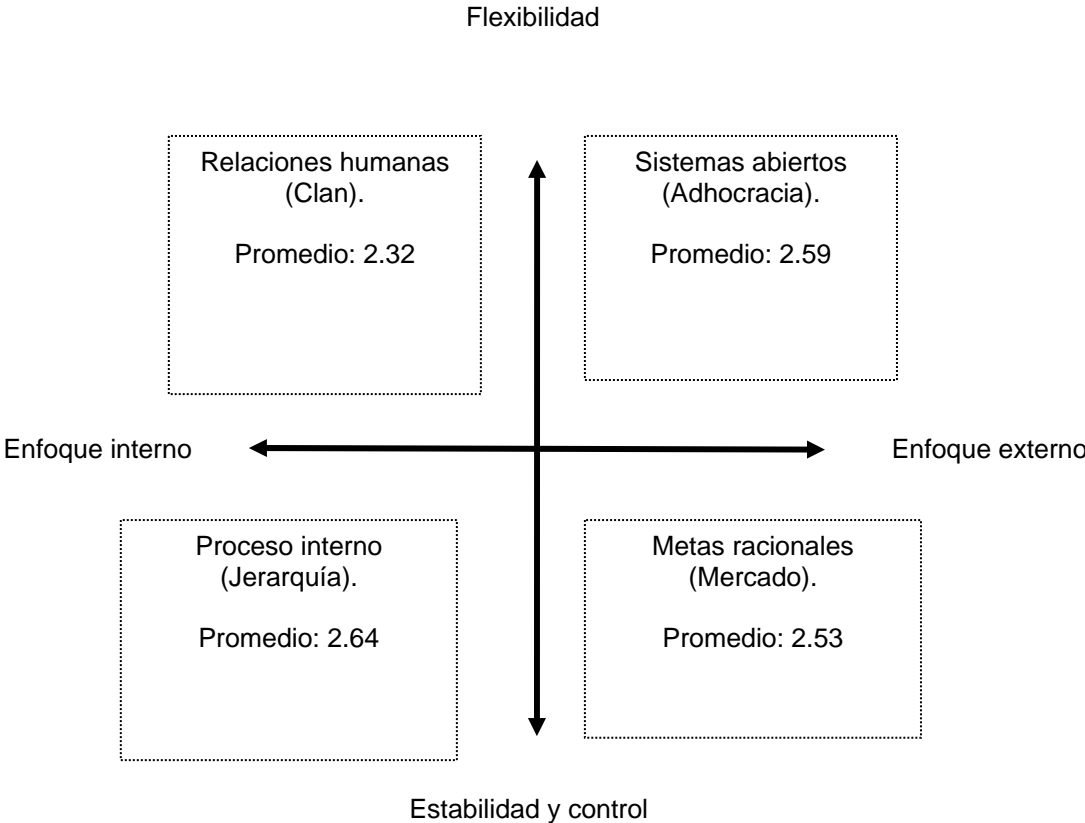 Flexibilidad
Relaciones humanas
(Clan).
Promedio: 2.32
Sistemas abiertos
(Adhocracia).
Promedio: 2.59
Enfoque interno
Enfoque externo
Proceso interno
(Jerarquía).
Promedio: 2.64
Metas racionales
(Mercado).
Promedio: 2.53
Estabilidad y control